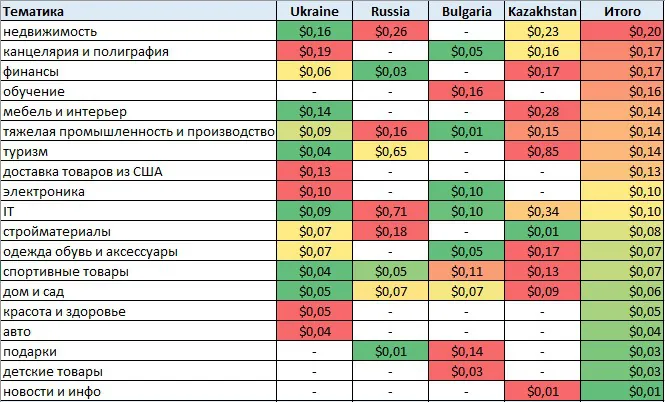 Тематика Ukraine Russia Bulgaria Kazakhstan Итого
недвижимость $0,16 $0,26 - $0,23 $0,20
канцелярия и полиграфия $0,19 - $0,05 $0,16 $0,17
финансы $0,06 $0,03 - $0,17 $0,17
обучение - - $0,16 - $0,16
мебель и интерьер $0,14 - - $0,28 $0,14
тяжелая промышленность и производство $0,09 $0,16 $0,01 $0,15 $0,14
туризм $0,04 $0,65 - $0,85 $0,14
доставка товаров из США $0,13 - - - $0,13
электроника $0,10 - $0,10 - $0,10
IT $0,09 $0,71 $0,10 $0,34 $0,10
стройматериалы $0,07 $0,18 - $0,01 $0,08
одежда обувь и аксессуары $0,07 - $0,05 $0,17 $0,07
спортивные товары $0,04 $0,05 $0,11 $0,13 $0,07
дом и сад $0,05 $0,07 $0,07 $0,09 $0,06
красота и здоровье $0,05 - - - $0,05
авто $0,04 - - - $0,04
подарки - $0,01 $0,14 - $0,03
детские товары - - $0,03 - $0,03
новости и инфо - - - $0,01 $0,01